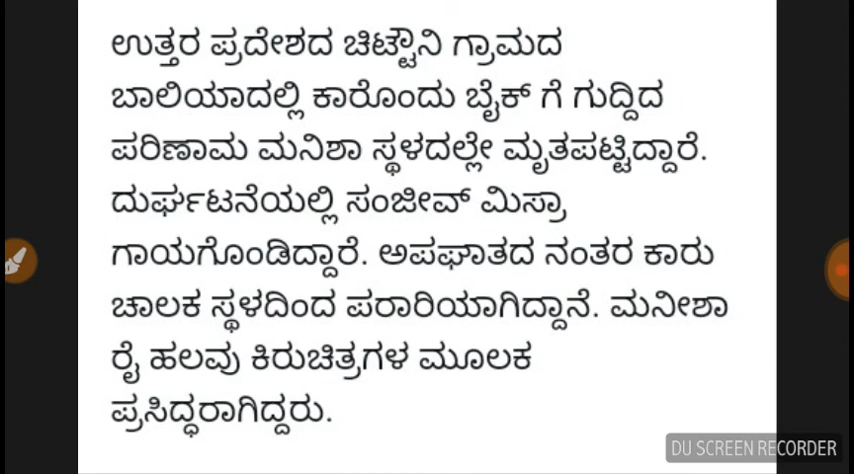 ಉತ್ತರ ಪ್ರದೇಶದ ಚಿಟ್ಟೌನಿ ಗ್ರಾಮದ
ಬಾಲಿಯಾದಲ್ಲಿ ಕಾರೊಂದು ಬೈಕ್ ಗೆ ಗುದ್ದಿದ
ಪರಿಣಾಮ ಮನಿಶಾ ಸ್ಥಳದಲ್ಲೇ ಮೃತಪಟ್ಟಿದ್ದಾರೆ.
ದುರ್ಘಟನೆಯಲ್ಲಿ ಸಂಜೀವ್ ಮಿಸ್ರಾ
ಗಾಯಗೊಂಡಿದ್ದಾರೆ. ಅಪಘಾತದ ನಂತರ ಕಾರು
ಚಾಲಕ ಸ್ಥಳದಿಂದ ಪರಾರಿಯಾಗಿದ್ದಾನೆ. ಮನೀಶಾ
ರೈ ಹಲವು ಕಿರುಚಿತ್ರಗಳ ಮೂಲಕ
ಪ್ರಸಿದ್ಧರಾಗಿದ್ದರು.
DU SCREEN RECORDER